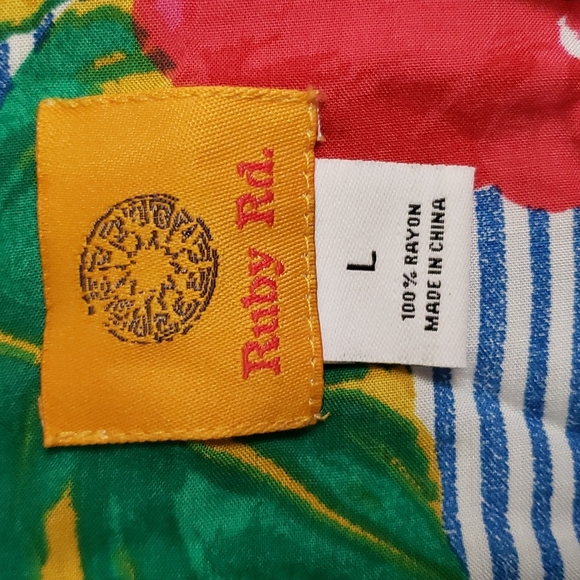 Ruby Rd.
L
100% RAYON
MADE IN CHINA